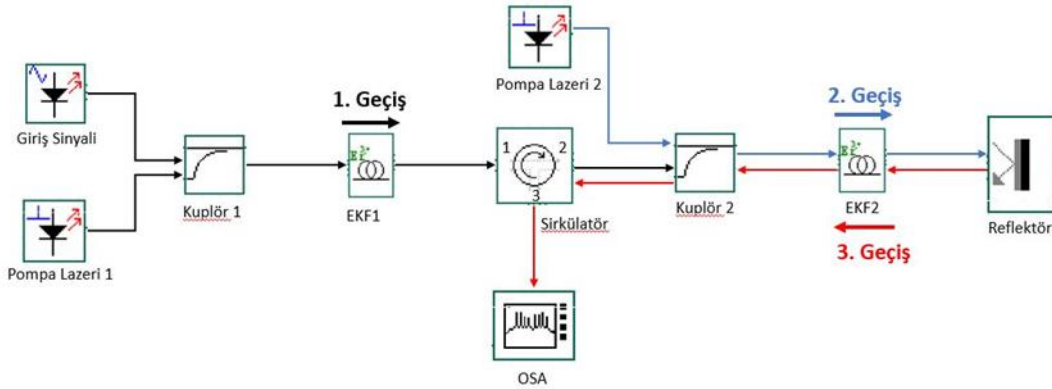 Giriş Sinyali
Pompa Lazeri 1
Kuplör 1
1. Geçiş
EKF1
1
2
3
Sirkülatör
OSA
Pompa Lazeri 2
Kuplör 2
2. Geçiş
EKF2
3. Geçiş
Reflektör